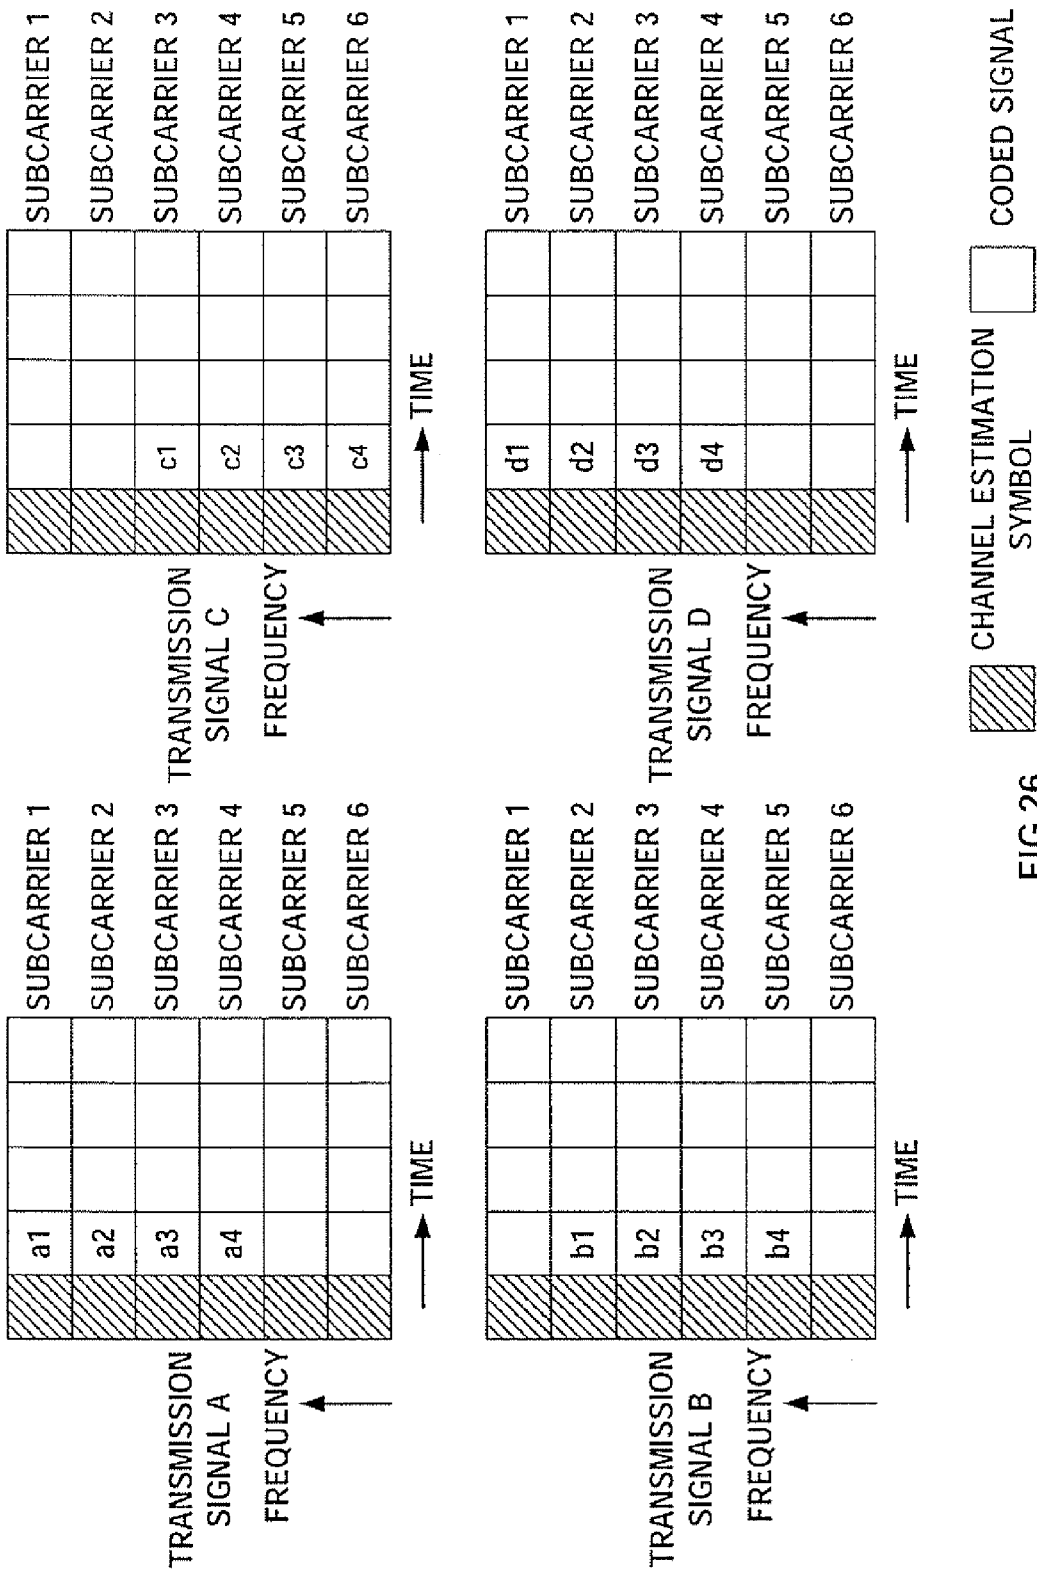 TRANSMISSION
SIGNAL A
FREQUENCY
a1
a2
a3
a4
SUBCARRIER 1
SUBCARRIER 2
SUBCARRIER 3
SUBCARRIER 4
SUBCARRIER 5
SUBCARRIER 6
TIME
TRANSMISSION
SIGNAL C
FREQUENCY
c1
c2
c3
c4
SUBCARRIER 1
SUBCARRIER 2
SUBCARRIER 3
SUBCARRIER 4
SUBCARRIER 5
SUBCARRIER 6
TIME
TRANSMISSION
SIGNAL B
FREQUENCY
b1
b2
b3
b4
SUBCARRIER 1
SUBCARRIER 2
SUBCARRIER 3
SUBCARRIER 4
SUBCARRIER 5
SUBCARRIER 6
TIME
TRANSMISSION
SIGNAL D
FREQUENCY
d1
d2
d3
d4
SUBCARRIER 1
SUBCARRIER 2
SUBCARRIER 3
SUBCARRIER 4
SUBCARRIER 5
SUBCARRIER 6
TIME
CHANNEL ESTIMATION
SYMBOL
CODED SIGNAL
FIG.26